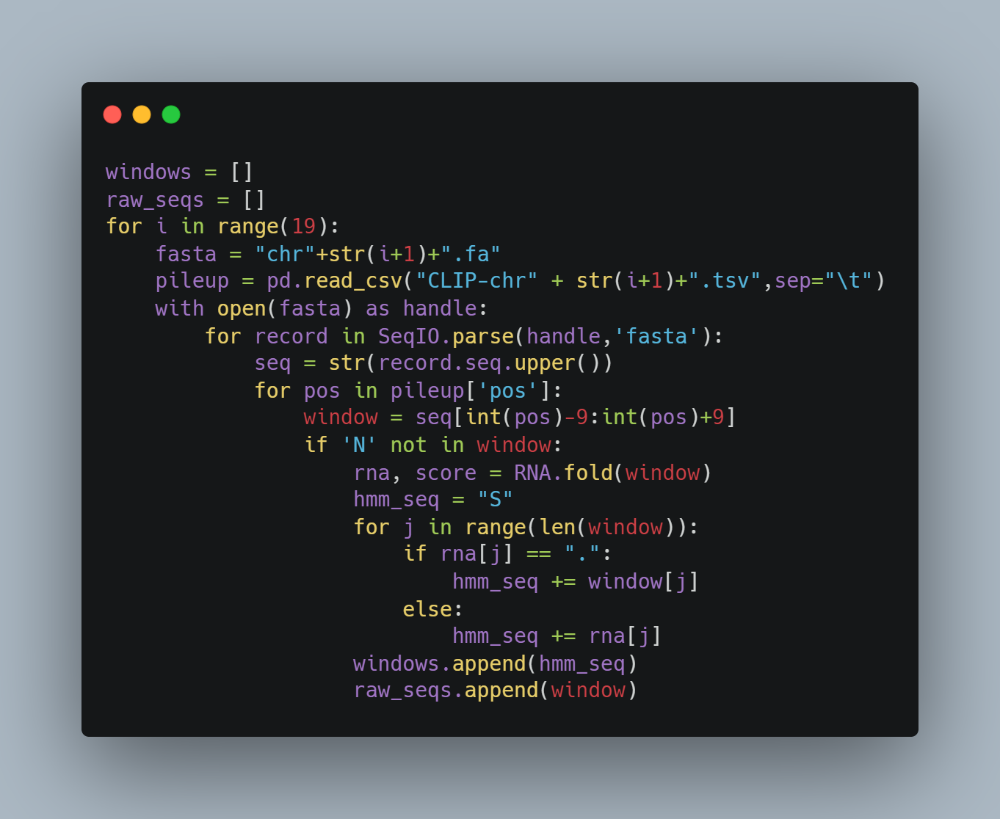 windows = []
raw_seqs = []
for i in range(19):
    fasta = "chr"+str(i+1)+".fa"
    pileup = pd.read_csv("CLIP-chr" + str(i+1)+".tsv",sep="\t")
    with open(fasta) as handle:
        for record in SeqIO.parse(handle,'fasta'):
            seq = str(record.seq.upper())
            for pos in pileup['pos']:
                window = seq[int(pos)-9:int(pos)+9]
                if 'N' not in window:
                    rna, score = RNA.fold(window)
                    hmm_seq = "S"
                    for j in range(len(window)):
                        if rna[j] == ".":
                            hmm_seq += window[j]
                        else:
                            hmm_seq += rna[j]
                    windows.append(hmm_seq)
                    raw_seqs.append(window)